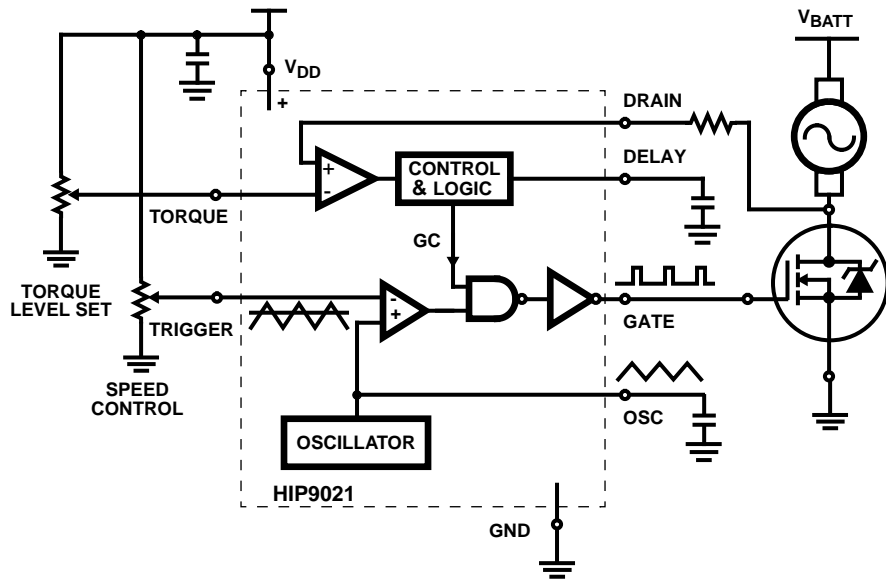 VBATT
VDD
+
DRAIN
+
-
CONTROL
& LOGIC
DELAY
TORQUE
GC
TORQUE
LEVEL SET
TRIGGER
-
+
GATE
SPEED
CONTROL
OSCILLATOR
OSC
HIP9021
GND